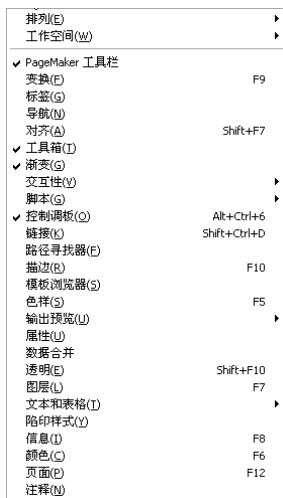 排列(E)
工作空间(W)
PageMaker 工具栏
变换(F) F9
标签(G)
导航(N)
对齐(A) Shift+F7
工具箱(T)
渐变(G)
交互性(V)
脚本(G)
控制调板(O) Alt+Ctrl+6
链接(K) Shift+Ctrl+D
路径寻找器(F)
描边(R) F10
模板浏览器(S)
色样(S) F5
输出预览(U)
属性(U)
数据合并
透明(E) Shift+F10
图层(L) F7
文本和表格(T)
陷印样式(Y)
信息(I) F8
颜色(C) F6
页面(P) F12
注释(N)